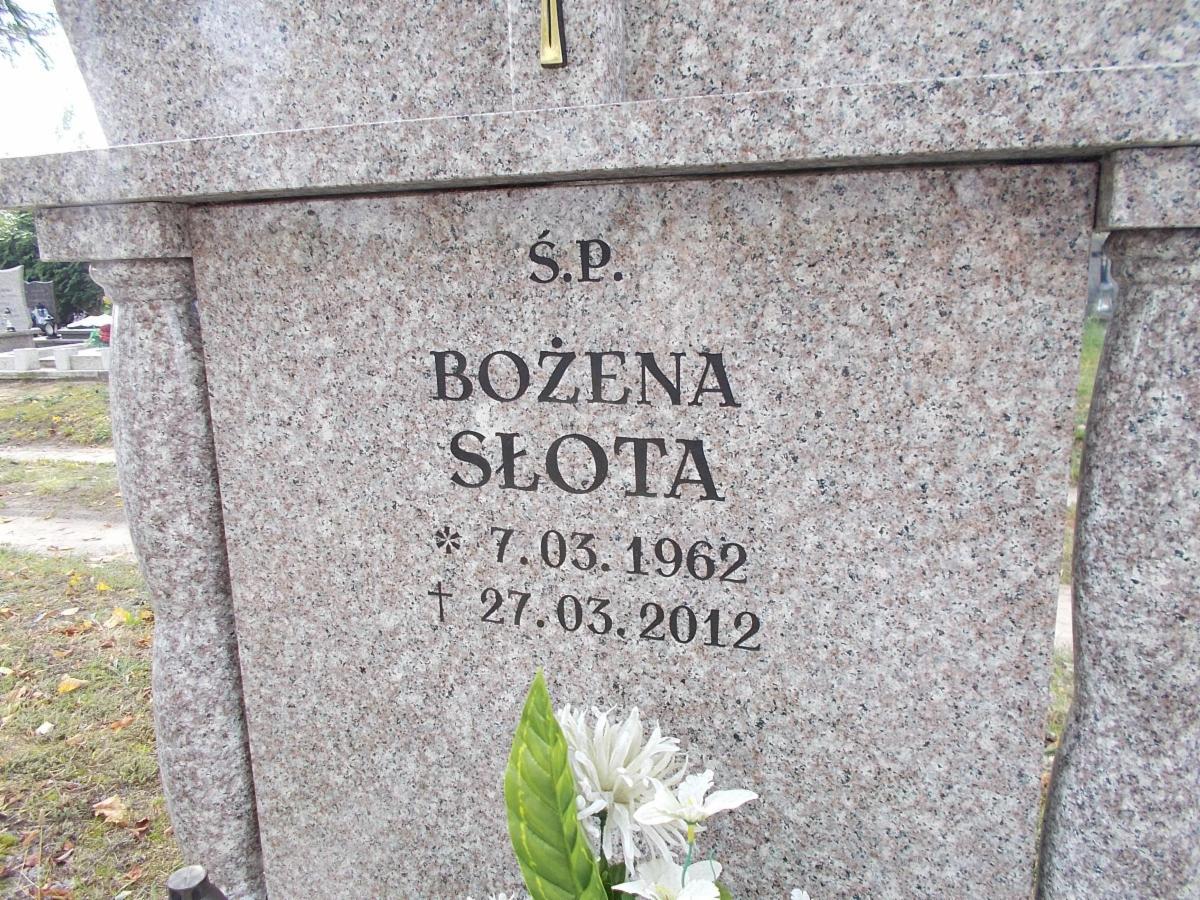 Ś.P.
BOŻENA
SŁOTA
* 7.03.1962
† 27.03.2012